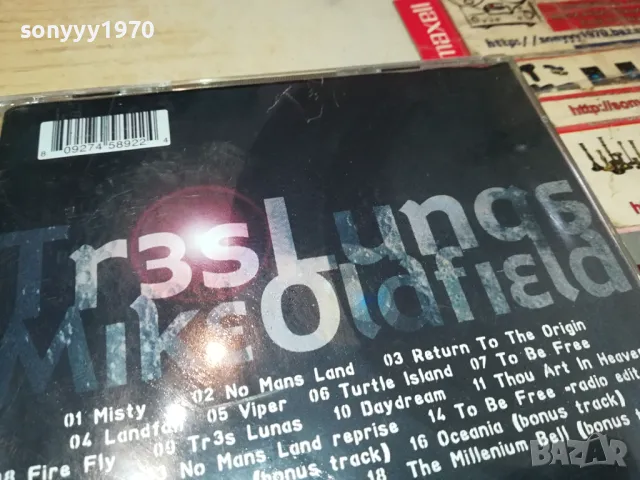 sonyyy1970
maxell
8 09274 58922 4
Tr3s Lunas
Mike Oldfield
01 Misty 02 No Mans Land 03 Return To The Origin
04 Landfall 05 Viper 06 Turtle Island 07 To Be Free
08 Fire Fly 09 Tr3s Lunas 10 Daydream 11 Thou Art In Heaven
No Mans Land reprise 14 To Be Free -radio edit
(bonus track) 16 Oceania (bonus track)
18 The Millenium Bell (bonus
BAZAR.BG